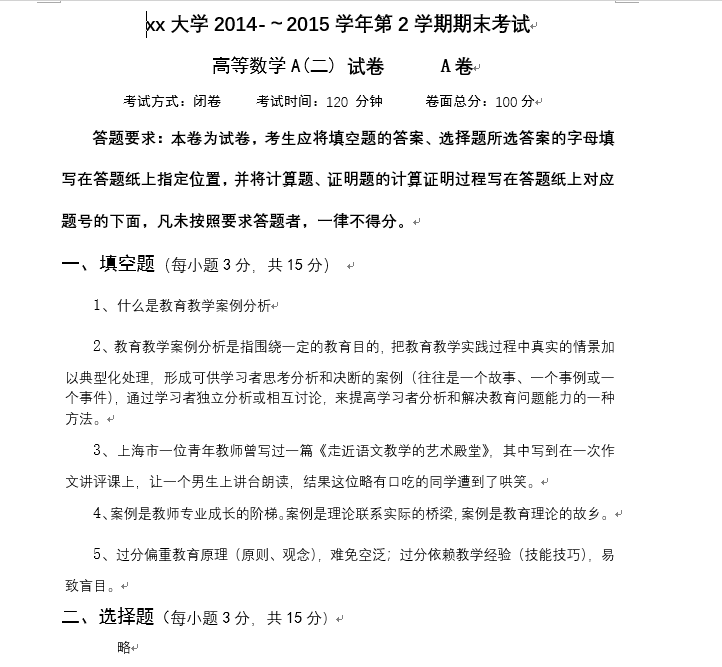 xx 大学 2014-～2015 学年第 2 学期期末考试
高等数学 A(二) 试卷 A 卷
考试方式：闭卷 考试时间：120 分钟 卷面总分：100 分
答题要求：本卷为试卷，考生应将填空题的答案、选择题所选答案的字母填
写在答题纸上指定位置，并将计算题、证明题的计算证明过程写在答题纸上对应
题号的下面，凡未按照要求答题者，一律不得分。
一、填空题（每小题 3 分，共 15 分）
1、什么是教育教学案例分析
2、教育教学案例分析是指围绕一定的教育目的，把教育教学实践过程中真实的情景加
以典型化处理，形成可供学习者思考分析和决断的案例（往往是一个故事、一个事例或一
个事件），通过学习者独立分析或相互讨论，来提高学习者分析和解决教育问题能力的一种
方法。
3、上海市一位青年教师曾写过一篇《走近语文教学的艺术殿堂》，其中写到在一次作
文讲评课上，让一个男生上讲台朗读，结果这位略有口吃的同学遭到了哄笑。
4、案例是教师专业成长的阶梯。案例是理论联系实际的桥梁，案例是教育理论的故乡。
5、过分偏重教育原理（原则、观念），难免空泛；过分依赖教学经验（技能技巧），易
致盲目。
二、选择题（每小题 3 分，共 15 分）
略